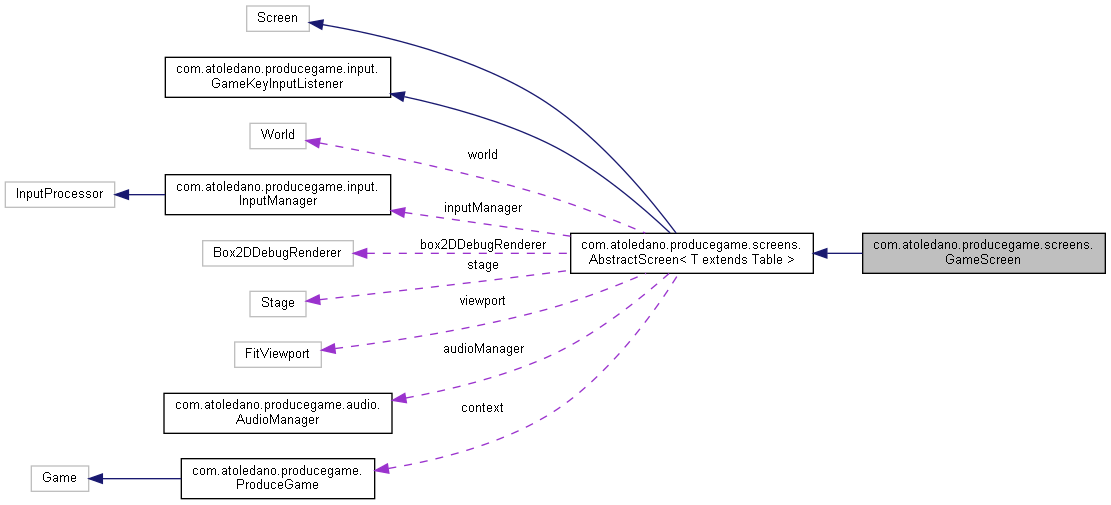 Screen
com.atoledano.producegame.input.
GameKeyInputListener
World
world
InputProcessor
com.atoledano.producegame.input.
InputManager
inputManager
Box2DDebugRenderer
box2DDebugRenderer
com.atoledano.producegame.screens.
AbstractScreen< T extends Table >
com.atoledano.producegame.screens.
GameScreen
stage
Stage
viewport
FitViewport
audioManager
com.atoledano.producegame.audio.
AudioManager
context
Game
com.atoledano.producegame.
ProduceGame